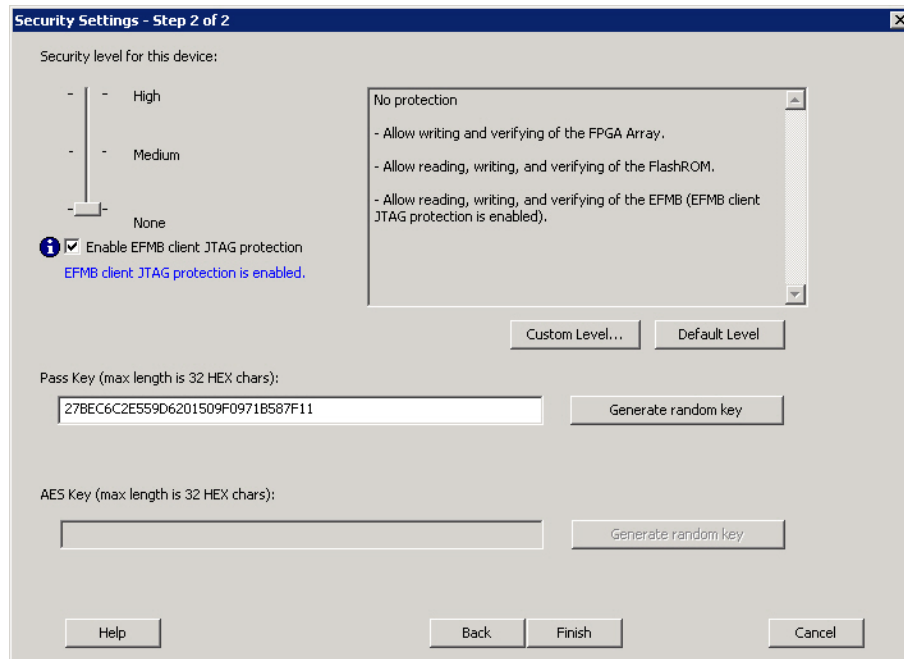 Security Settings - Step 2 of 2
Security level for this device:
High
Medium
None
Enable EFMB client JTAG protection
EFMB client JTAG protection is enabled.
No protection
- Allow writing and verifying of the FPGA Array.
- Allow reading, writing, and verifying of the FlashROM.
- Allow reading, writing, and verifying of the EFMB (EFMB client
JTAG protection is enabled).
Custom Level...
Default Level
Pass Key (max length is 32 HEX chars):
27BEC6C2E559D6201509F0971B587F11
Generate random key
AES Key (max length is 32 HEX chars):
Generate random key
Help
Back
Finish
Cancel